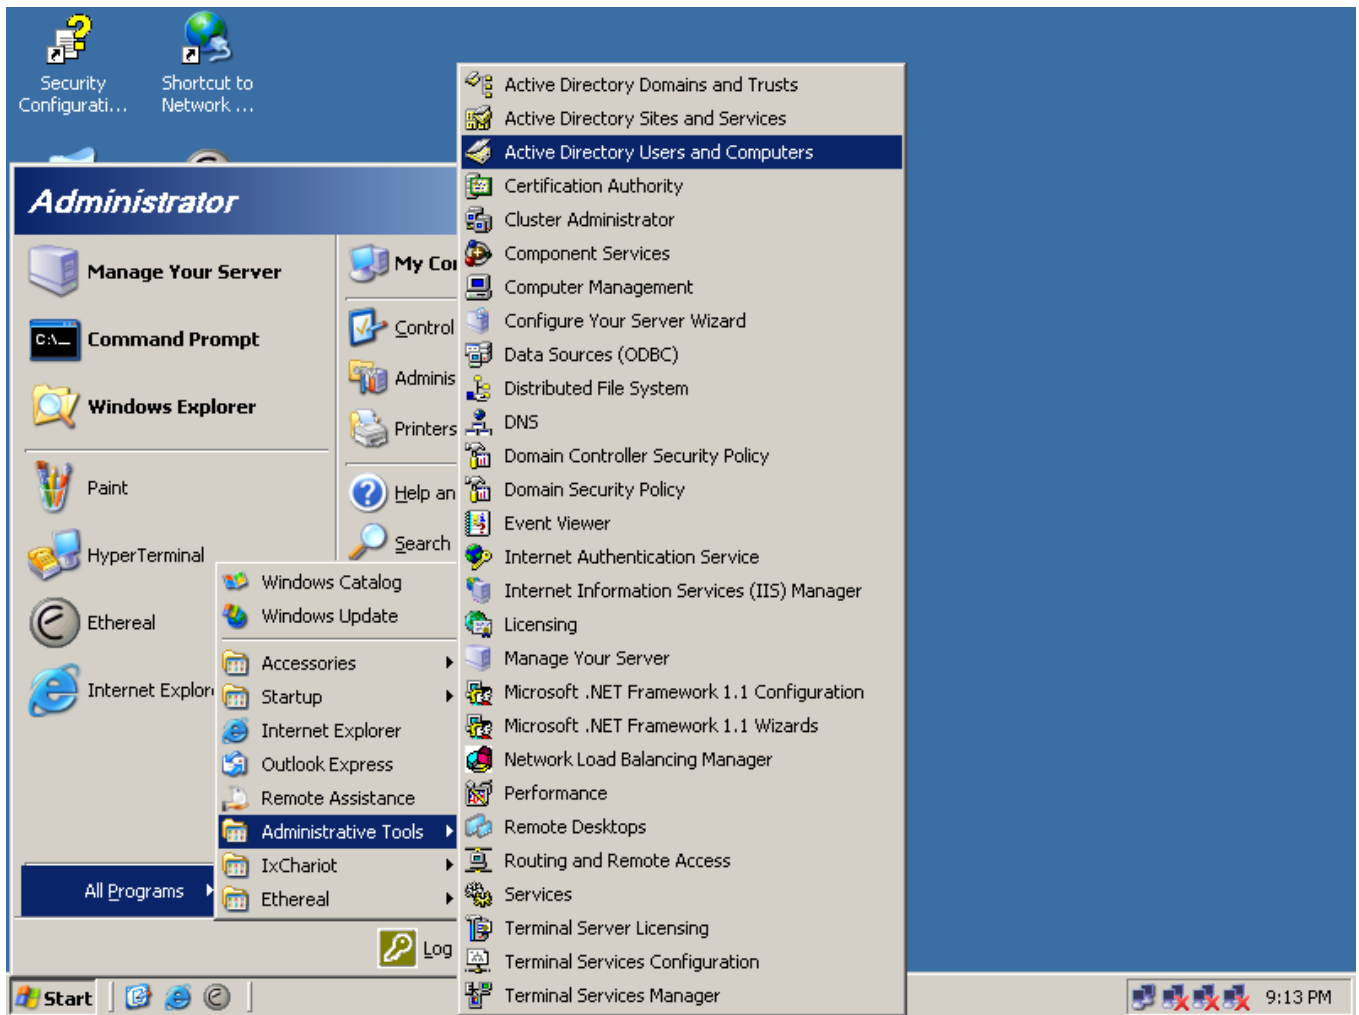 Security
Configurati...
Shortcut to
Network ...
Administrator
Manage Your Server
Command Prompt
Windows Explorer
Paint
HyperTerminal
Ethereal
Internet Explor
All Programs
My Co
Control
Adminis
Printers
Help an
Search
Log
Windows Catalog
Windows Update
Accessories
Startup
Internet Explorer
Outlook Express
Remote Assistance
Administrative Tools
IxChariot
Ethereal
Active Directory Domains and Trusts
Active Directory Sites and Services
Active Directory Users and Computers
Certification Authority
Cluster Administrator
Component Services
Computer Management
Configure Your Server Wizard
Data Sources (ODBC)
Distributed File System
DNS
Domain Controller Security Policy
Domain Security Policy
Event Viewer
Internet Authentication Service
Internet Information Services (IIS) Manager
Licensing
Manage Your Server
Microsoft .NET Framework 1.1 Configuration
Microsoft .NET Framework 1.1 Wizards
Network Load Balancing Manager
Performance
Remote Desktops
Routing and Remote Access
Services
Terminal Server Licensing
Terminal Services Configuration
Terminal Services Manager
Start
9:13 PM